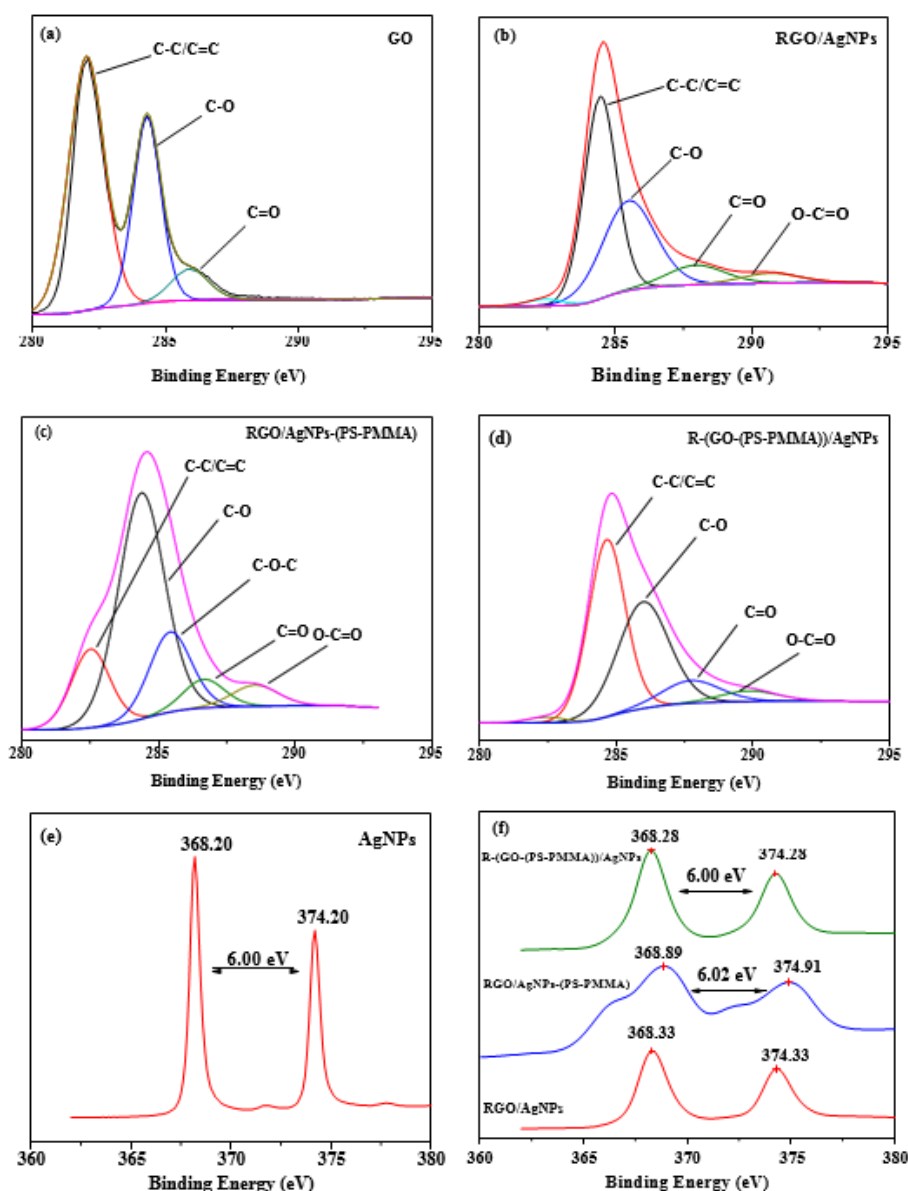 (a)
GO
C-C/C=C
C-O
C=O
280
285
290
295
Binding Energy (eV)
(b)
RGO/AgNPs
C-C/C=C
C-O
C=O
O-C=O
280
285
290
295
Binding Energy (eV)
(c)
RGO/AgNPs-(PS-PMMA)
C-C/C=C
C-O
C-O-C
C=O
O-C=O
280
285
290
295
Binding Energy (eV)
(d)
R-(GO-(PS-PMMA))/AgNPs
C-C/C=C
C-O
C=O
O-C=O
280
285
290
295
Binding Energy (eV)
(e)
AgNPs
368.20
374.20
6.00 eV
360
365
370
375
380
Binding Energy (eV)
(f)
368.28
R-(GO-(PS-PMMA))/AgNPs
374.28
6.00 eV
368.89
RGO/AgNPs-(PS-PMMA)
6.02 eV
374.91
368.33
374.33
RGO/AgNPs
360
365
370
375
380
Binding Energy (eV)